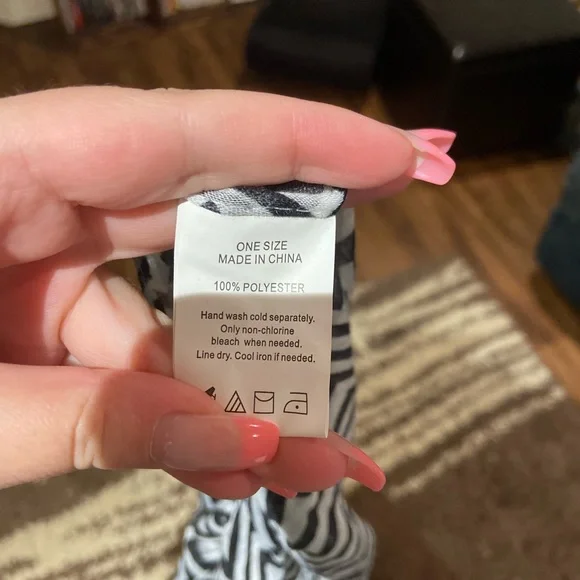 ONE SIZE
MADE IN CHINA
100% POLYESTER
Hand wash cold separately.
Only non-chlorine
bleach when needed.
Line dry. Cool iron if needed.